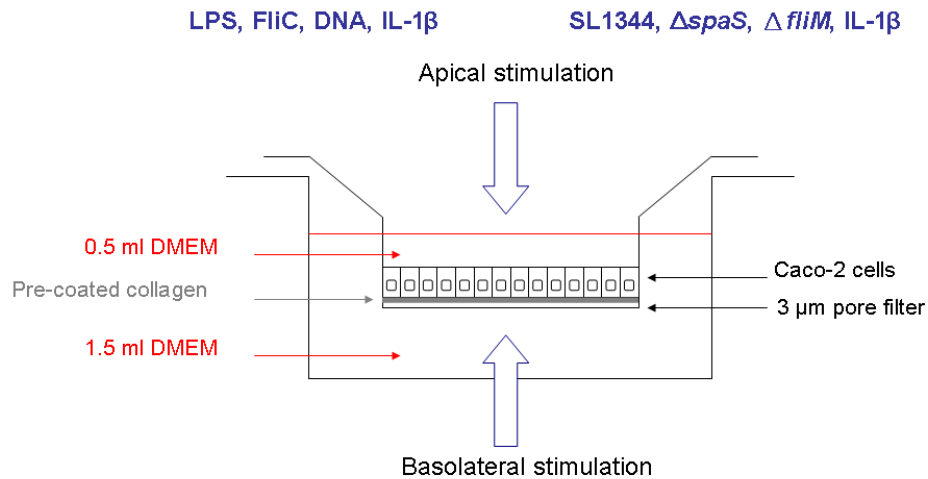 LPS, FliC, DNA, IL-1β
SL1344, ΔspaS, Δ fliM, IL-1β
Apical stimulation
0.5 ml DMEM
Pre-coated collagen
Caco-2 cells
3 µm pore filter
1.5 ml DMEM
Basolateral stimulation